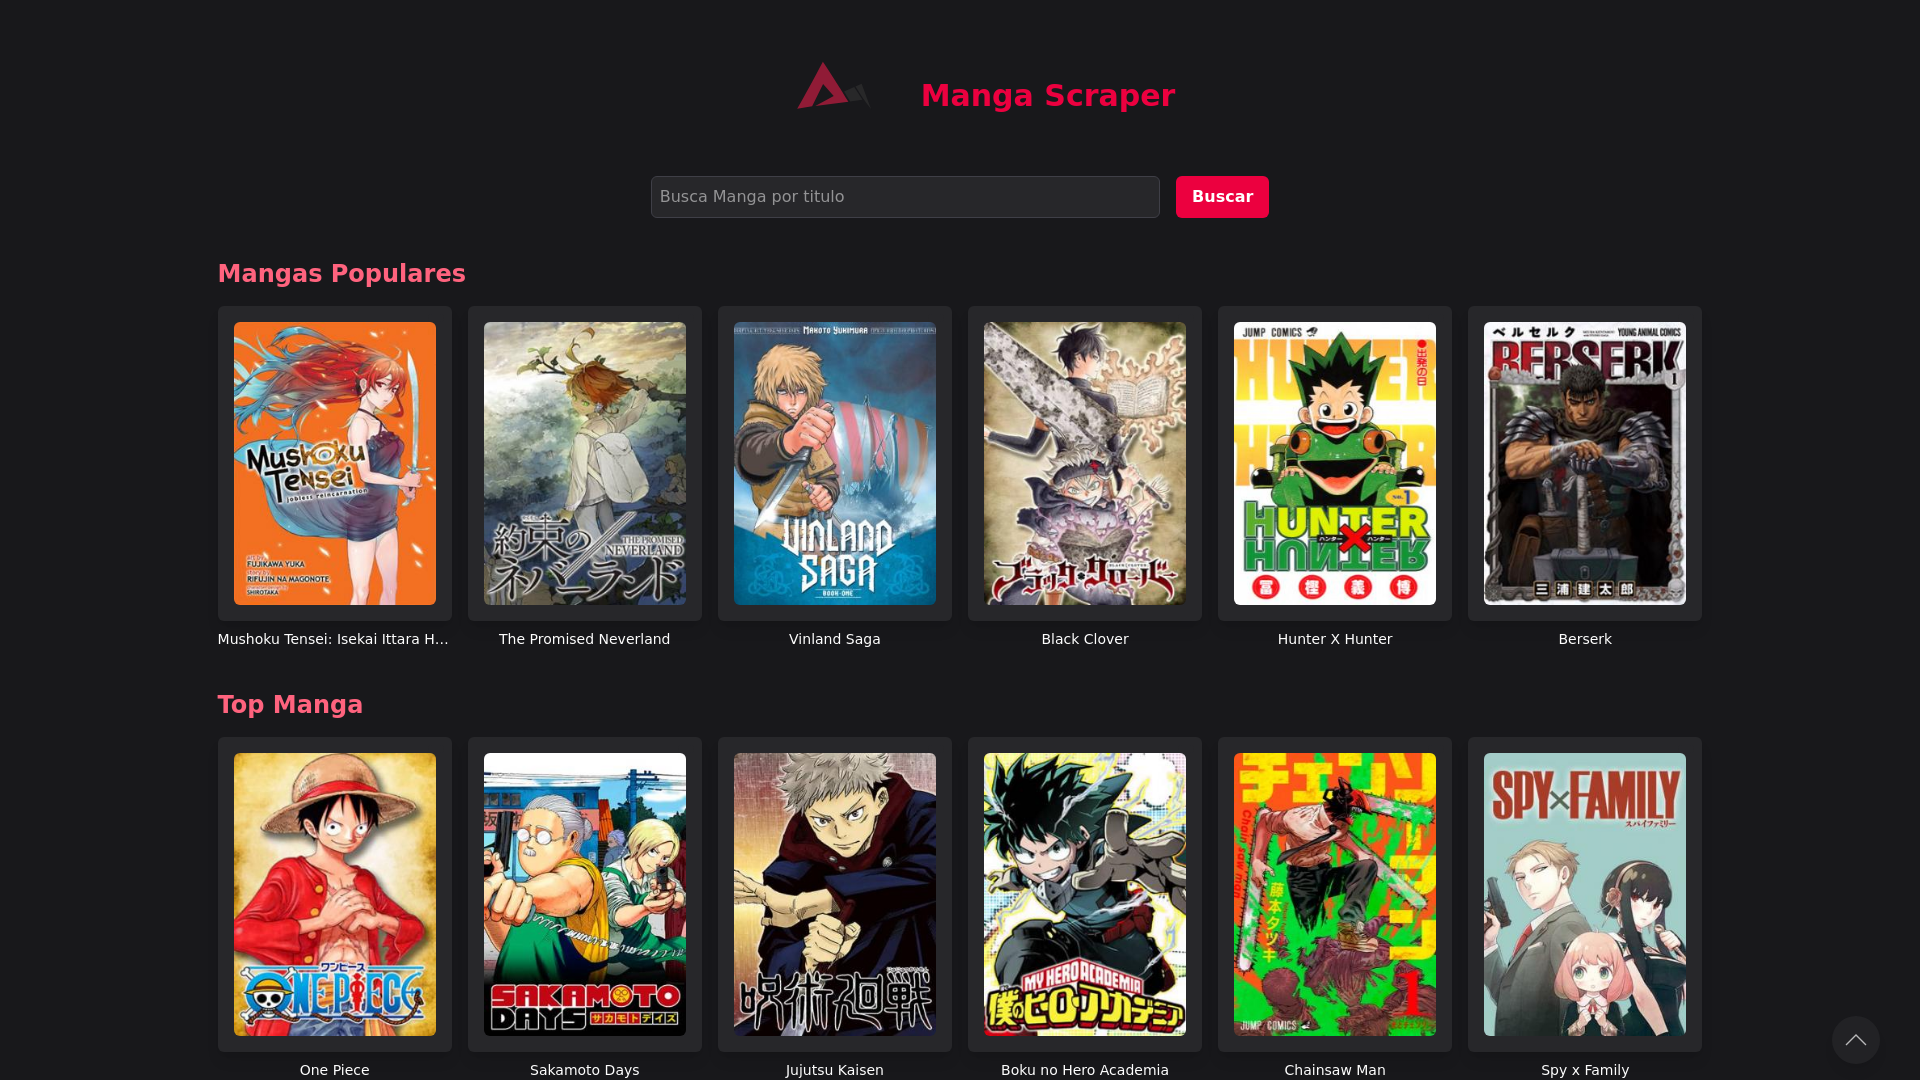 Manga Scraper
Busca Manga por titulo
Buscar
Mangas Populares
MUSHOKU
TENSEI
jobless reincarnation
FUJIKAWA YUKA
RIFUJIN NA MAGONOTE
SHIROTAKA
約束の
THE PROMISED
NEVERLAND
ネバーランド
MAKOTO YUKIMURA
VINLAND
SAGA
BOOK ONE
ブラッククローバー
JUMP COMICS
HUNTER
HUNTER
出発の日
1
HUNTER
ハンター×ハンター
HUNTER
冨樫義博
ベルセルク
YOUNG ANIMAL COMICS
BERSERK
1
三浦建太郎
Mushoku Tensei: Isekai Ittara H...
The Promised Neverland
Vinland Saga
Black Clover
Hunter X Hunter
Berserk
Top Manga
ワンピース
ONE PIECE
SAKAMOTO
DAYS
サカモトデイズ
呪術廻戦
MY HERO ACADEMIA
僕のヒーローアカデミア
チェンソーマン
Chainsaw man
藤本タツキ
1
JUMP COMICS
SPY×FAMILY
スパイファミリー
One Piece
Sakamoto Days
Jujutsu Kaisen
Boku no Hero Academia
Chainsaw Man
Spy x Family